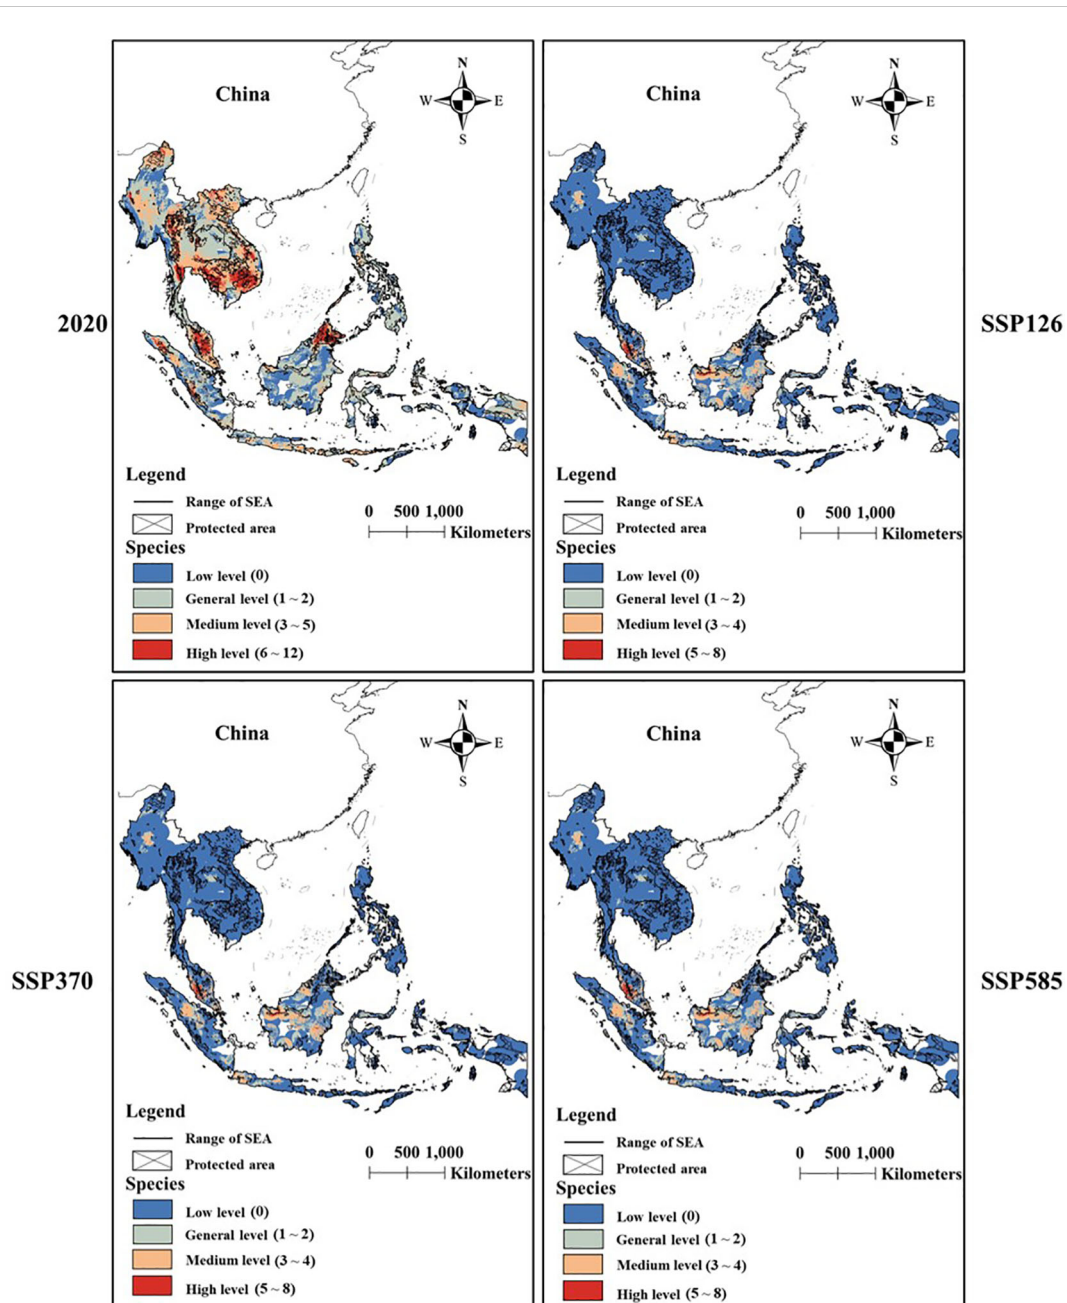 China
N
W
E
S
2020
Legend
Range of SEA
Protected area
0 500 1,000
Kilometers
Species
Low level (0)
General level (1 ~ 2)
Medium level (3 ~ 5)
High level (6 ~ 12)
China
N
W
E
S
SSP126
Legend
Range of SEA
Protected area
0 500 1,000
Kilometers
Species
Low level (0)
General level (1 ~ 2)
Medium level (3 ~ 4)
High level (5 ~ 8)
China
N
W
E
S
SSP370
Legend
Range of SEA
Protected area
0 500 1,000
Kilometers
Species
Low level (0)
General level (1 ~ 2)
Medium level (3 ~ 4)
High level (5 ~ 8)
China
N
W
E
S
SSP585
Legend
Range of SEA
Protected area
0 500 1,000
Kilometers
Species
Low level (0)
General level (1 ~ 2)
Medium level (3 ~ 4)
High level (5 ~ 8)